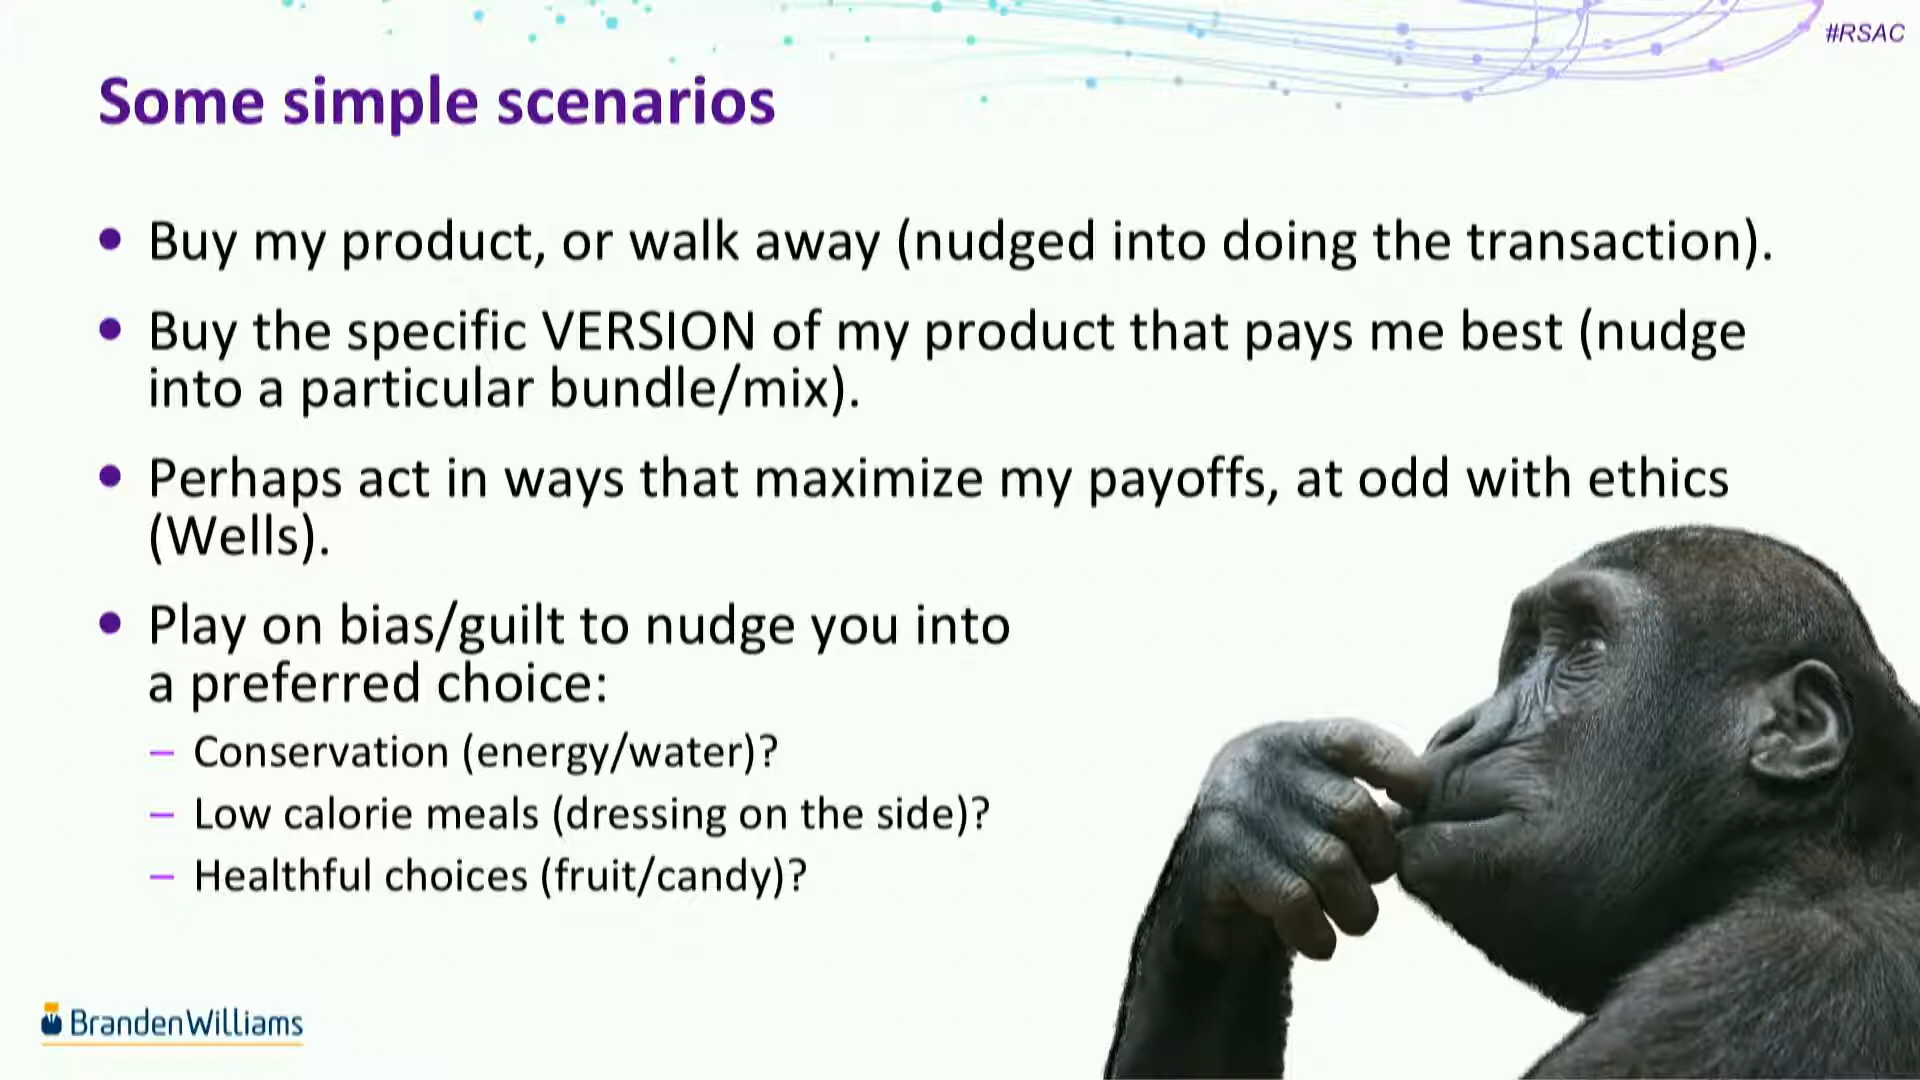 #RSAC
Some simple scenarios
• Buy my product, or walk away (nudged into doing the transaction).
• Buy the specific VERSION of my product that pays me best (nudge
into a particular bundle/mix).
• Perhaps act in ways that maximize my payoffs, at odd with ethics
(Wells).
• Play on bias/guilt to nudge you into
a preferred choice:
– Conservation (energy/water)?
– Low calorie meals (dressing on the side)?
– Healthful choices (fruit/candy)?
BrandenWilliams